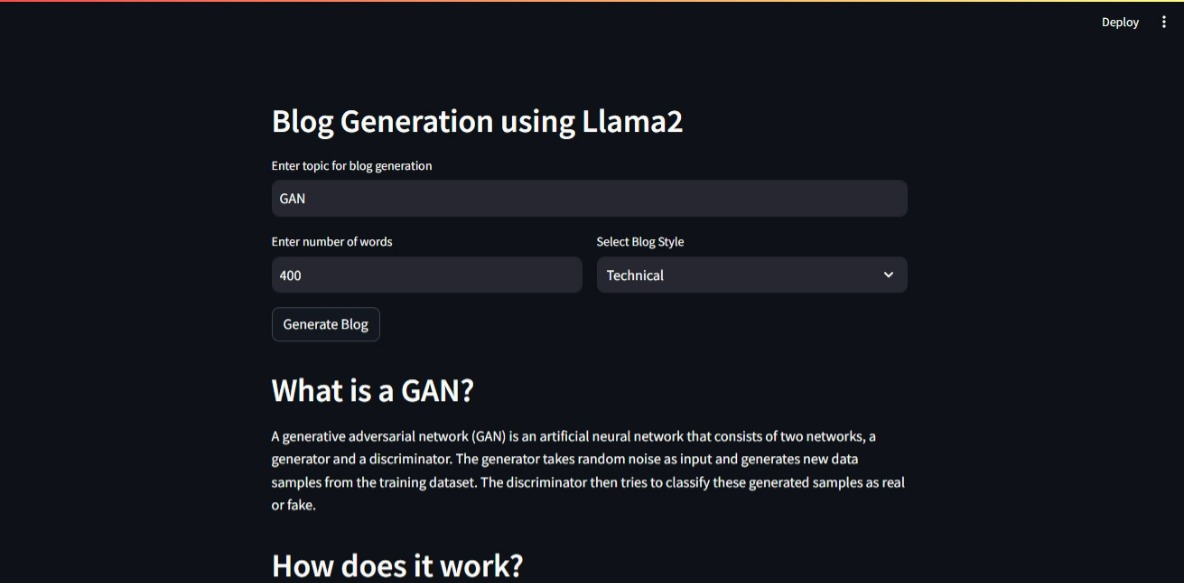 Deploy
Blog Generation using Llama2
Enter topic for blog generation
GAN
Enter number of words
Select Blog Style
400
Technical
Generate Blog
What is a GAN?
A generative adversarial network (GAN) is an artificial neural network that consists of two networks, a
generator and a discriminator. The generator takes random noise as input and generates new data
samples from the training dataset. The discriminator then tries to classify these generated samples as real
or fake.
How does it work?